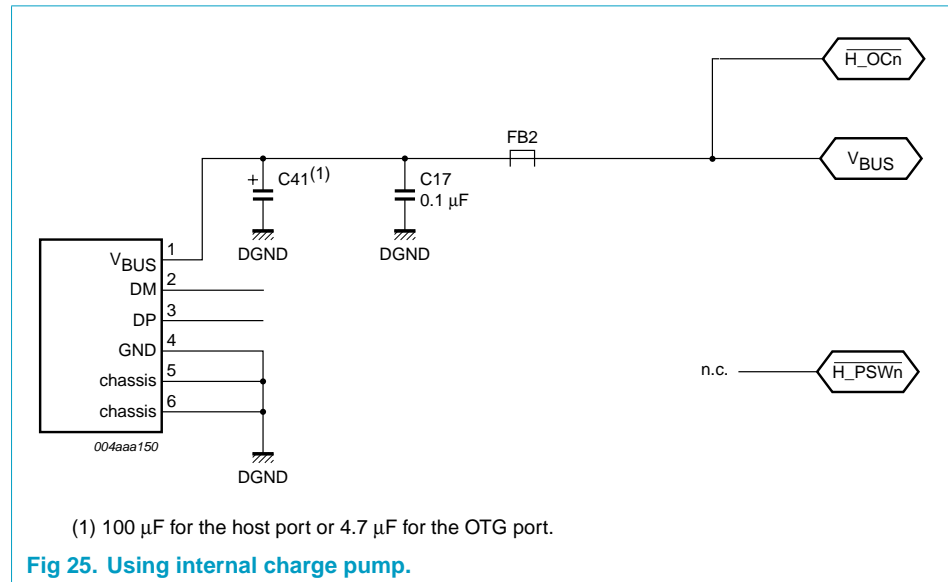 H_OCn
FB2
+ C41(1)
C17
0.1 μF
VBUS
DGND
DGND
VBUS
1
DM
2
DP
3
GND
4
chassis
5
chassis
6
n.c.
H_PSWn
004aaa150
DGND
(1) 100 μF for the host port or 4.7 μF for the OTG port.
Fig 25. Using internal charge pump.